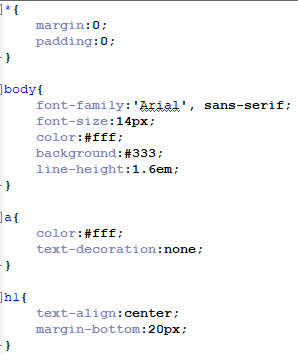 *{
margin:0;
padding:0;
}
body{
font-family:'Arial', sans-serif;
font-size:14px;
color:#fff;
background:#333;
line-height:1.6em;
}
a{
color:#fff;
text-decoration:none;
}
h1{
text-align:center;
margin-bottom:20px;
}